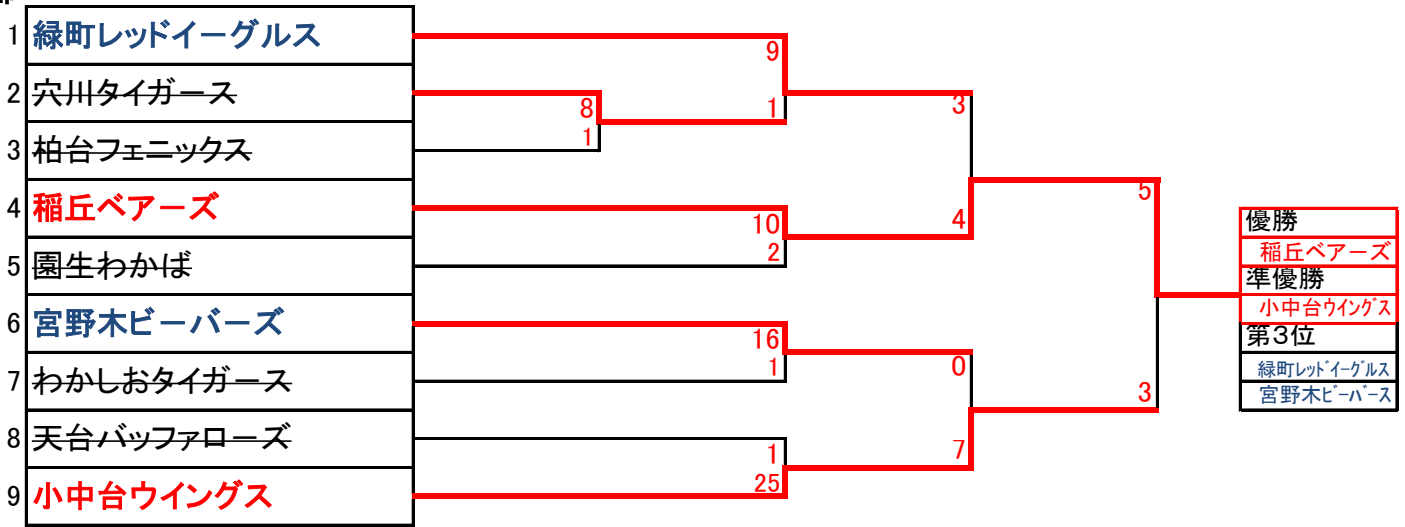 1 緑町レッドイーグルス
2 穴川タイガース
3 柏台フェニックス
4 稲丘ベアーズ
5 園生わかば
6 宮野木ビーバーズ
7 わかしおタイガース
8 天台バッファローズ
9 小中台ウイングス
8
1
9
1
10
2
16
1
1
25
3
4
0
7
5
3
優勝
稲丘ベアーズ
準優勝
小中台ウイングス
第3位
緑町レッドイーグルス
宮野木ビーバース